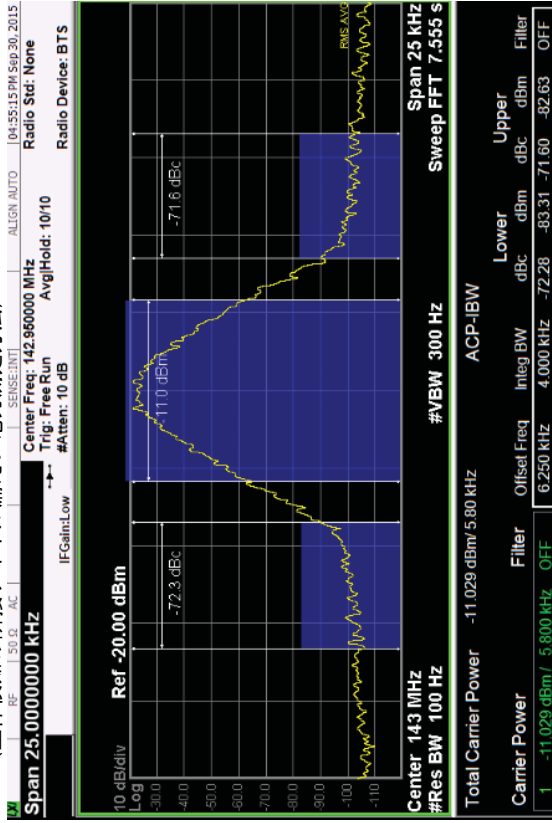 RF 50 Ω AC SENSE:INT ALIGN AUTO 04:55:15 PM Sep 30, 2015
Span 25.0000000 kHz
Center Freq: 142.950000 MHz
Radio Std: None
Trig: Free Run
Avg|Hold: 10/10
IFGain:Low
#Atten: 10 dB
Radio Device: BTS
10 dB/div
Ref -20.00 dBm
Log
-30.0
-40.0
-50.0
-60.0
-70.0
-80.0
-90.0
-100
-110
-72.3 dBc
-11.0 dBm
-71.6 dBc
RMS AVG
Center 143 MHz
Span 25 kHz
#Res BW 100 Hz
#VBW 300 Hz
Sweep FFT 7.555 s
Total Carrier Power -11.029 dBm/ 5.80 kHz
ACP-IBW
Lower Upper
Carrier Power Filter Offset Freq Integ BW dBc dBm dBc dBm Filter
1 -11.029 dBm / 5.800 kHz OFF 6.250 kHz 4.000 kHz -72.28 -83.31 -71.60 -82.63 OFF